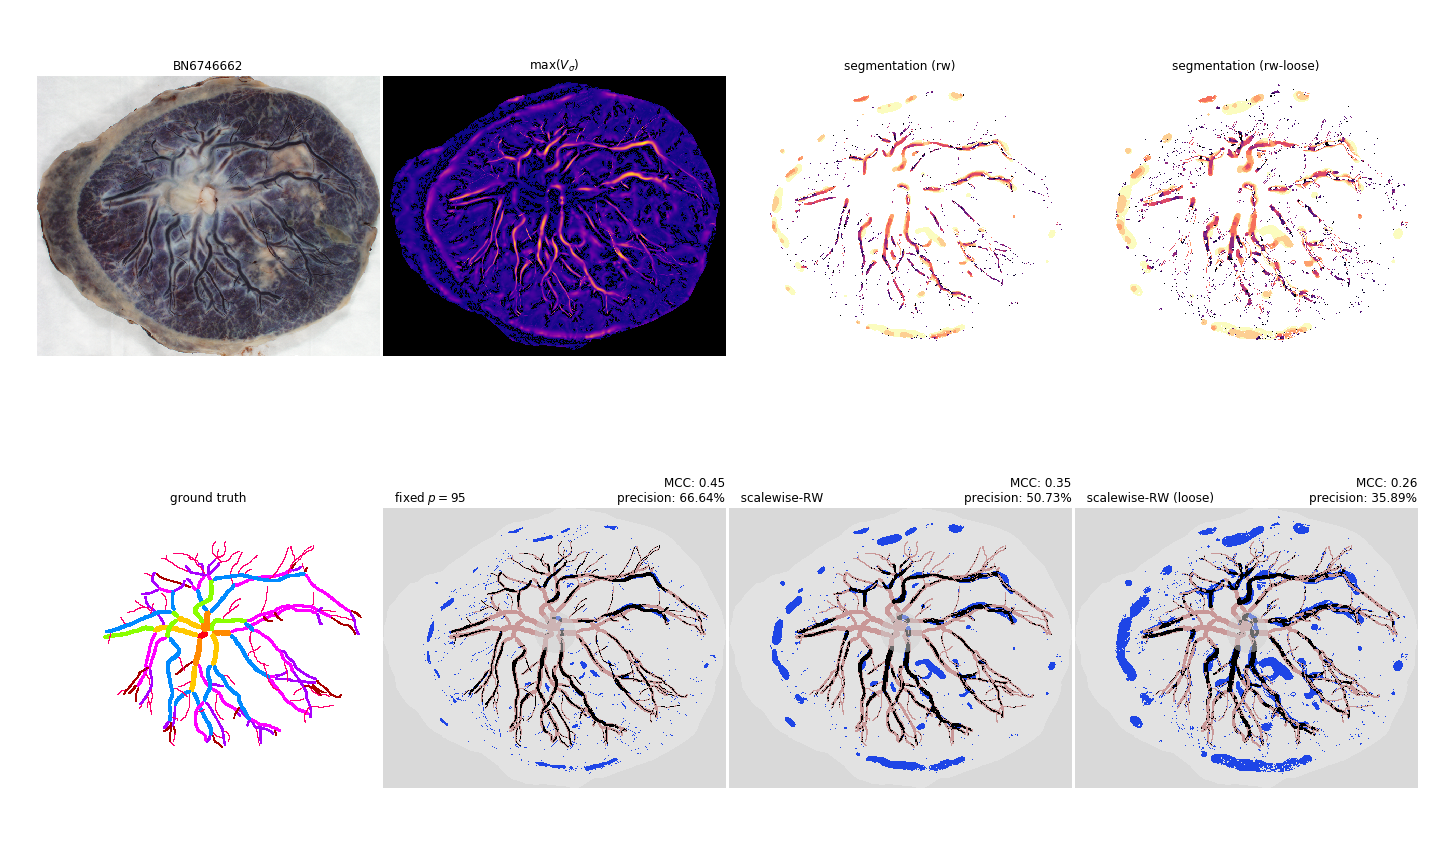 BN6746662
max(Vσ)
segmentation (rw)
segmentation (rw-loose)
ground truth
fixed p = 95
MCC: 0.45
precision: 66.64%
scalewise-RW
MCC: 0.35
precision: 50.73%
scalewise-RW (loose)
MCC: 0.26
precision: 35.89%